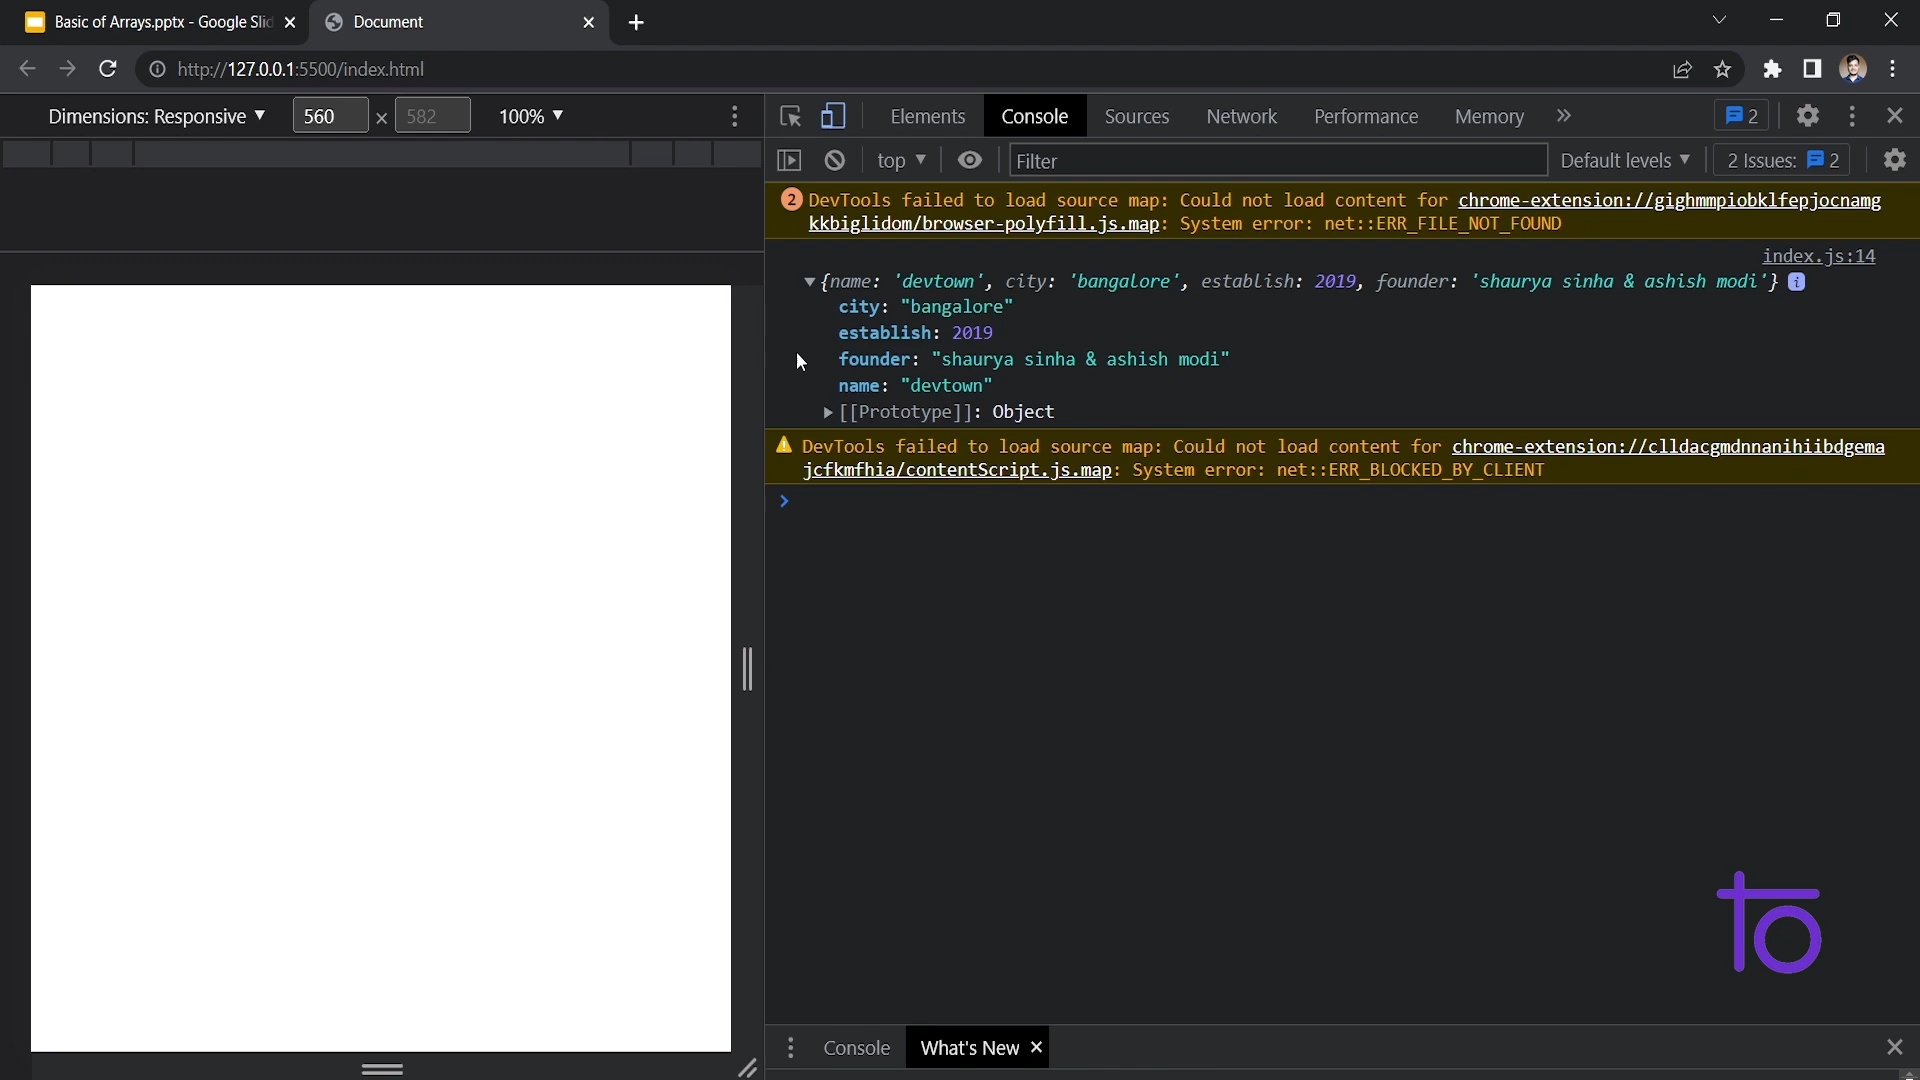 Basic of Arrays.pptx - Google Slid
Document
http://127.0.0.1:5500/index.html
Dimensions: Responsive ▼ 560 × 582 100% ▼
Elements Console Sources Network Performance Memory » 2
top ▼ Filter Default levels ▼ 2 Issues: 2
2 DevTools failed to load source map: Could not load content for chrome-extension://gighmmpiobklfepjocnamg
kkbiglidom/browser-polyfill.js.map: System error: net::ERR_FILE_NOT_FOUND
index.js:14
▼{name: 'devtown', city: 'bangalore', establish: 2019, founder: 'shaurya sinha & ashish modi'} i
city: "bangalore"
establish: 2019
founder: "shaurya sinha & ashish modi"
name: "devtown"
▶[[Prototype]]: Object
DevTools failed to load source map: Could not load content for chrome-extension://clldacgmdnnanihiibdgema
jcfkmfhia/contentScript.js.map: System error: net::ERR_BLOCKED_BY_CLIENT
>
Console What's New ×